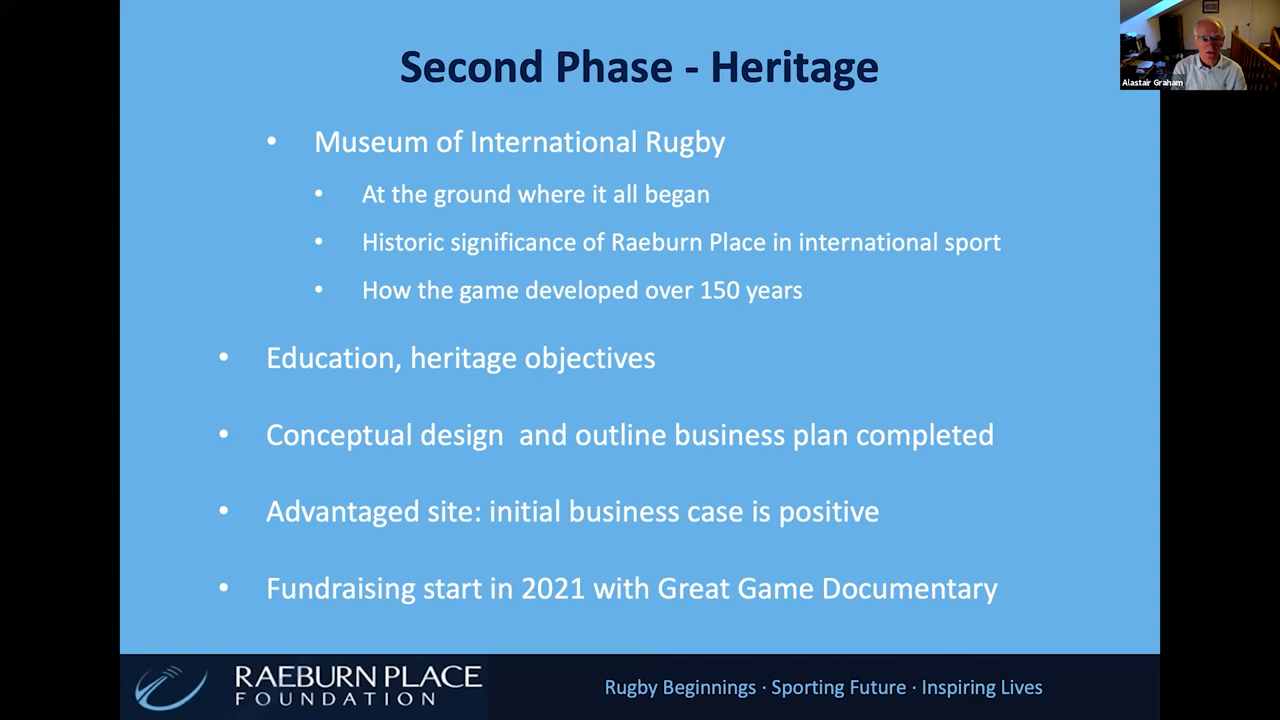 Second Phase - Heritage
Alastair Graham
• Museum of International Rugby
• At the ground where it all began
• Historic significance of Raeburn Place in international sport
• How the game developed over 150 years
• Education, heritage objectives
• Conceptual design  and outline business plan completed
• Advantaged site: initial business case is positive
• Fundraising start in 2021 with Great Game Documentary
RAEBURN PLACE
FOUNDATION
Rugby Beginnings · Sporting Future · Inspiring Lives